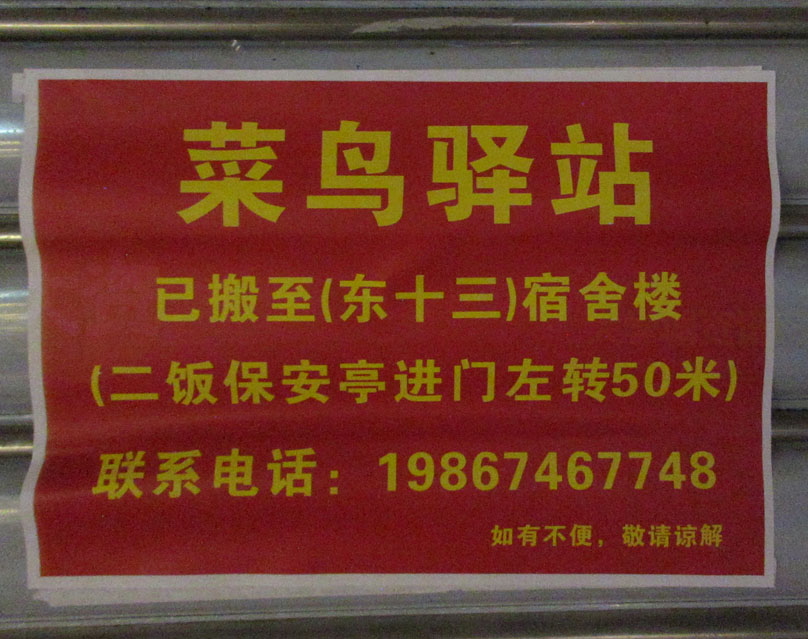 菜鸟驿站
已搬至(东十三)宿舍楼
(二饭保安亭进门左转50米)
联系电话：19867467748
如有不便，敬请谅解